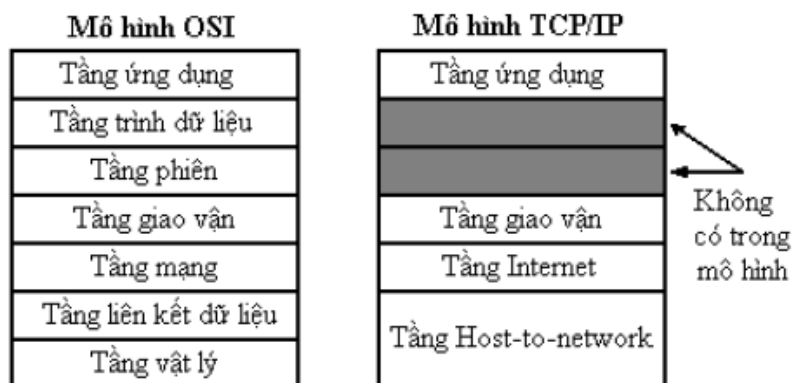 Mô hình OSI
Tầng ứng dụng
Tầng trình dữ liệu
Tầng phiên
Tầng giao vận
Tầng mạng
Tầng liên kết dữ liệu
Tầng vật lý
Mô hình TCP/IP
Tầng ứng dụng
Tầng giao vận
Tầng Internet
Tầng Host-to-network
Không
có trong
mô hình